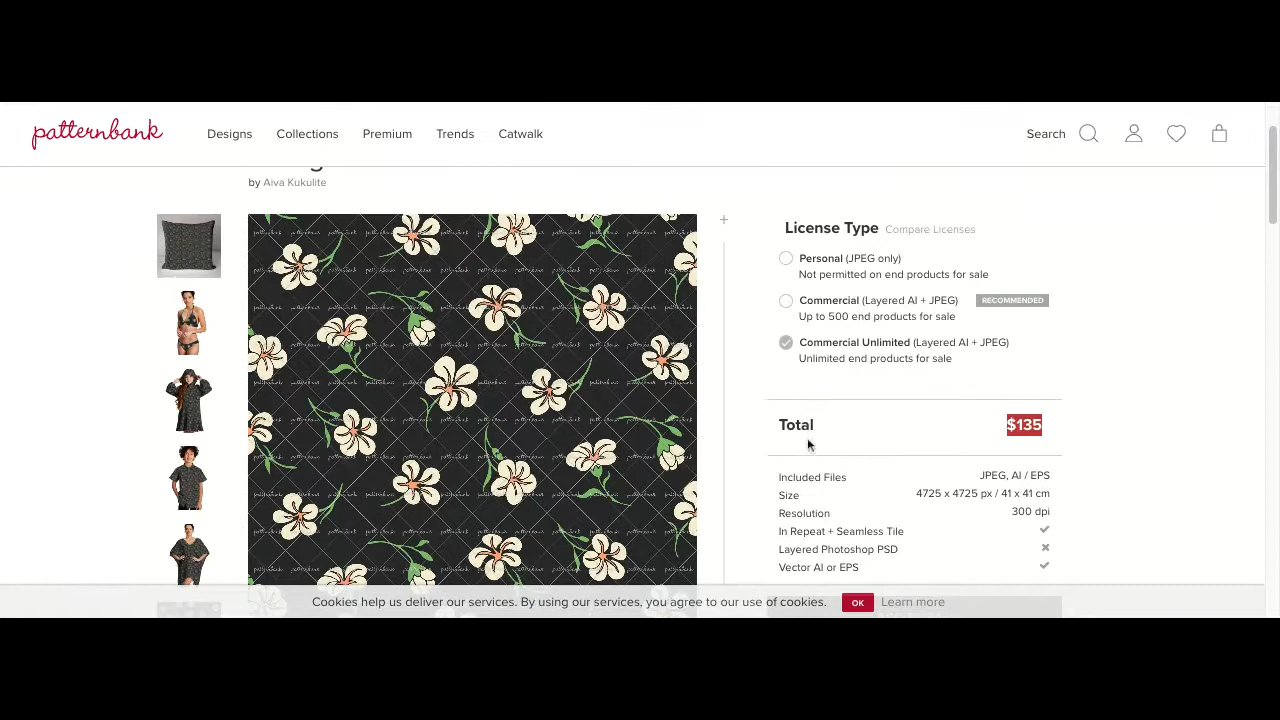 patternbank
Designs
Collections
Premium
Trends
Catwalk
Search
by Aiva Kukulite
License Type Compare Licenses
Personal (JPEG only)
Not permitted on end products for sale
Commercial (Layered AI + JPEG) RECOMMENDED
Up to 500 end products for sale
Commercial Unlimited (Layered AI + JPEG)
Unlimited end products for sale
Total $135
Included Files JPEG, AI / EPS
Size 4725 x 4725 px / 41 x 41 cm
Resolution 300 dpi
In Repeat + Seamless Tile
Layered Photoshop PSD
Vector AI or EPS
Cookies help us deliver our services. By using our services, you agree to our use of cookies. OK Learn more